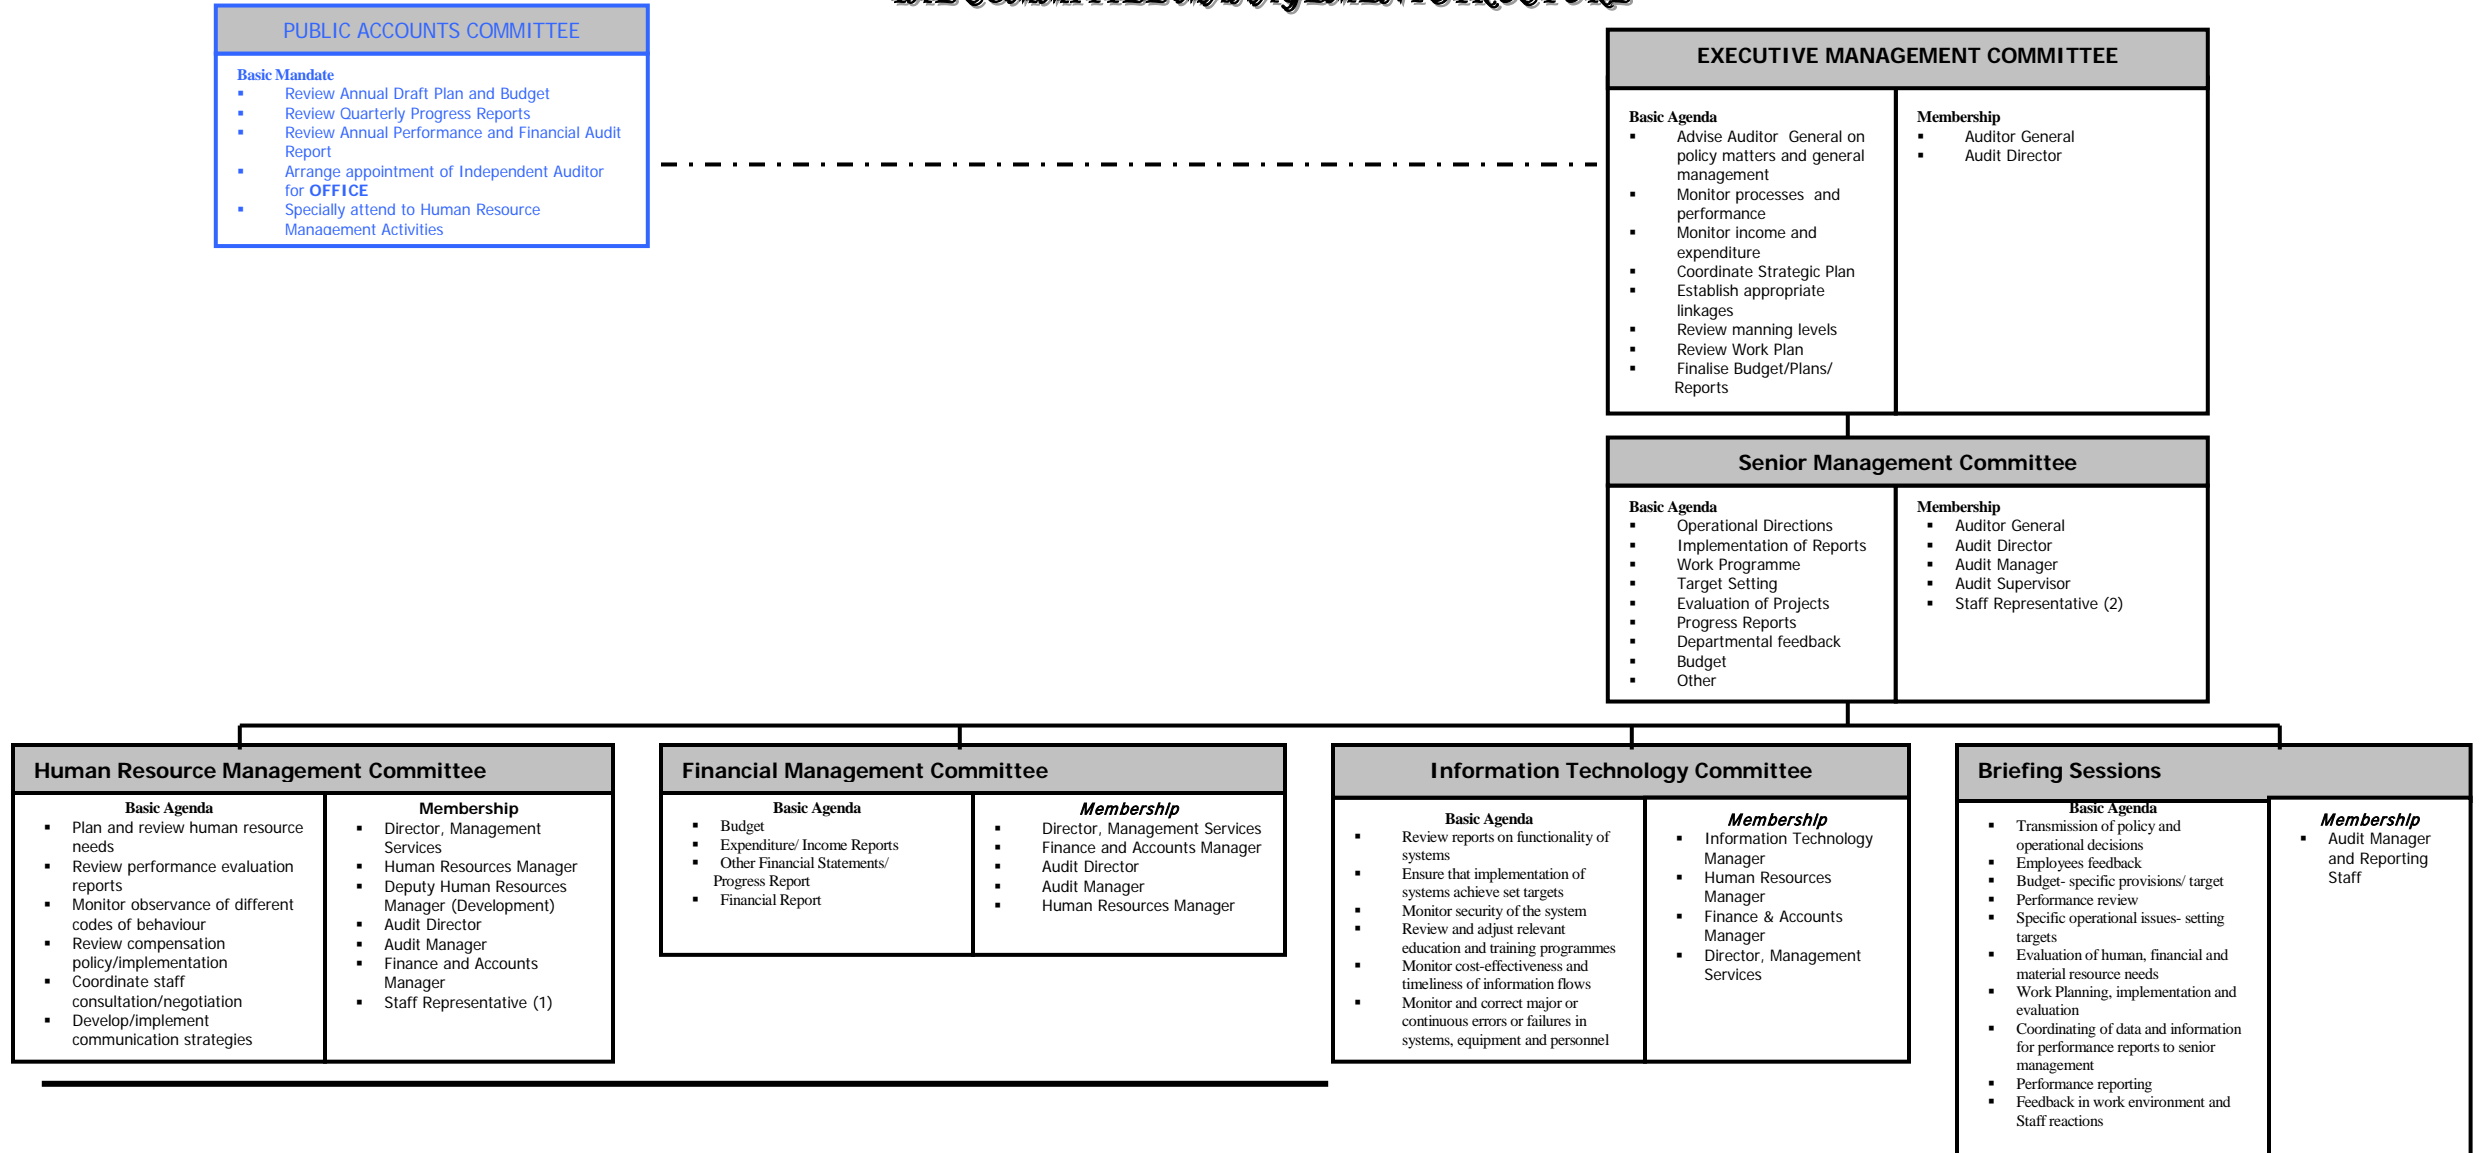 PUBLIC ACCOUNTS COMMITTEE
Basic Mandate
▪ Review Annual Draft Plan and Budget
▪ Review Quarterly Progress Reports
▪ Review Annual Performance and Financial Audit
Report
▪ Arrange appointment of Independent Auditor
for OFFICE
▪ Specially attend to Human Resource
Management Activities
EXECUTIVE MANAGEMENT COMMITTEE
Basic Agenda
▪ Advise Auditor General on
policy matters and general
management
▪ Monitor processes and
performance
▪ Monitor income and
expenditure
▪ Coordinate Strategic Plan
▪ Establish appropriate
linkages
▪ Review manning levels
▪ Review Work Plan
▪ Finalise Budget/Plans/
Reports
Membership
▪ Auditor General
▪ Audit Director
Senior Management Committee
Basic Agenda
▪ Operational Directions
▪ Implementation of Reports
▪ Work Programme
▪ Target Setting
▪ Evaluation of Projects
▪ Progress Reports
▪ Departmental feedback
▪ Budget
▪ Other
Membership
▪ Auditor General
▪ Audit Director
▪ Audit Manager
▪ Audit Supervisor
▪ Staff Representative (2)
Human Resource Management Committee
Basic Agenda
▪ Plan and review human resource
needs
▪ Review performance evaluation
reports
▪ Monitor observance of different
codes of behaviour
▪ Review compensation
policy/implementation
▪ Coordinate staff
consultation/negotiation
▪ Develop/implement
communication strategies
Membership
▪ Director, Management
Services
▪ Human Resources Manager
▪ Deputy Human Resources
Manager (Development)
▪ Audit Director
▪ Audit Manager
▪ Finance and Accounts
Manager
▪ Staff Representative (1)
Financial Management Committee
Basic Agenda
▪ Budget
▪ Expenditure/ Income Reports
▪ Other Financial Statements/
Progress Report
▪ Financial Report
Membership
▪ Director, Management Services
▪ Finance and Accounts Manager
▪ Audit Director
▪ Audit Manager
▪ Human Resources Manager
Information Technology Committee
Basic Agenda
▪ Review reports on functionality of
systems
▪ Ensure that implementation of
systems achieve set targets
▪ Monitor security of the system
▪ Review and adjust relevant
education and training programmes
▪ Monitor cost-effectiveness and
timeliness of information flows
▪ Monitor and correct major or
continuous errors or failures in
systems, equipment and personnel
Membership
▪ Information Technology
Manager
▪ Human Resources
Manager
▪ Finance & Accounts
Manager
▪ Director, Management
Services
Briefing Sessions
Basic Agenda
▪ Transmission of policy and
operational decisions
▪ Employees feedback
▪ Budget- specific provisions/ target
▪ Performance review
▪ Specific operational issues- setting
targets
▪ Evaluation of human, financial and
material resource needs
▪ Work Planning, implementation and
evaluation
▪ Coordinating of data and information
for performance reports to senior
management
▪ Performance reporting
▪ Feedback in work environment and
Staff reactions
Membership
▪ Audit Manager
and Reporting
Staff